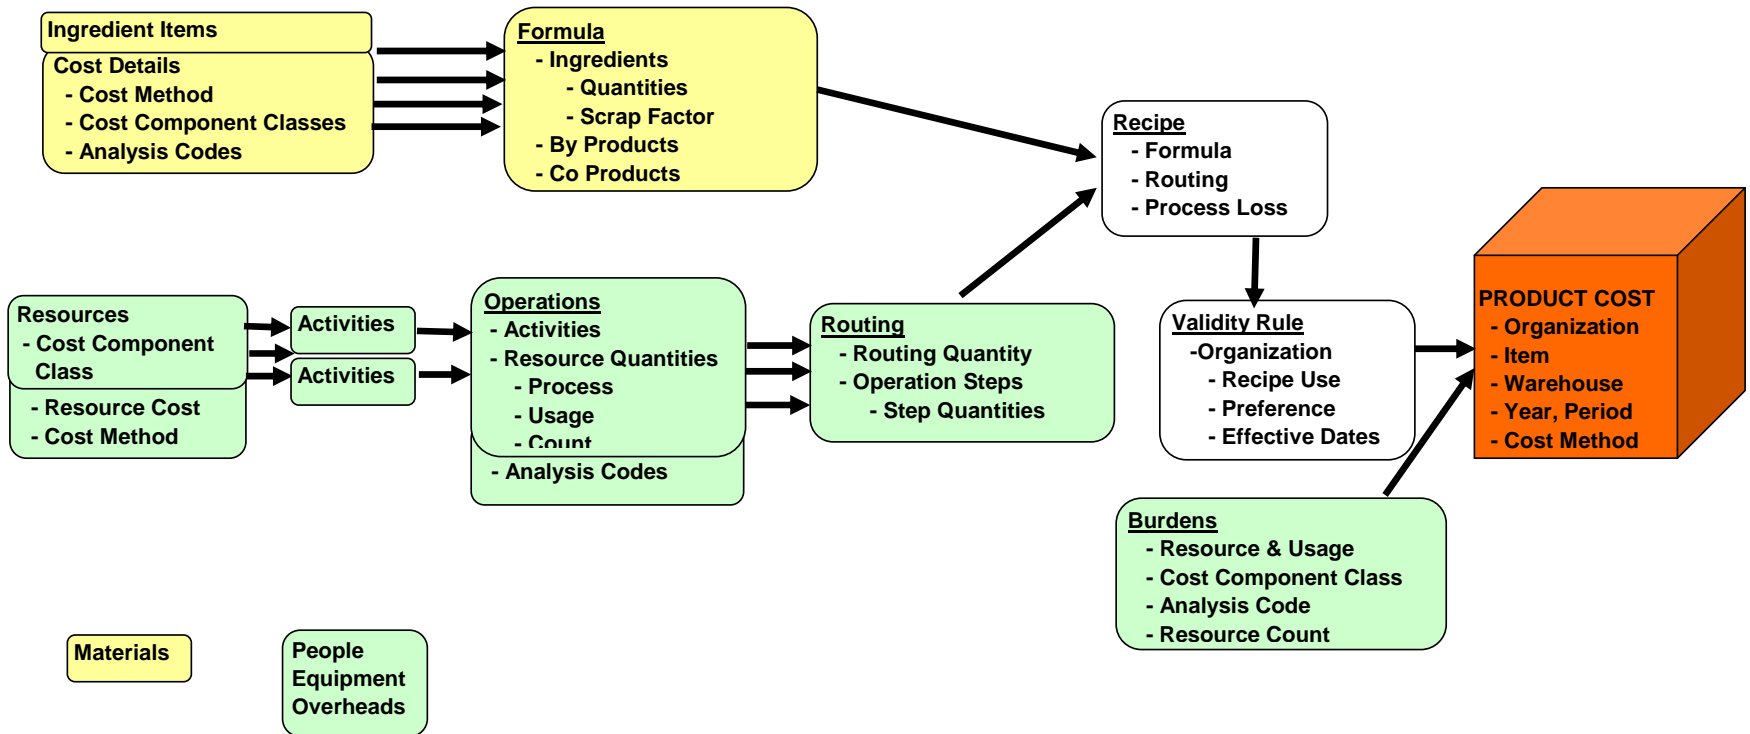 Ingredient Items
Cost Details
- Cost Method
- Cost Component Classes
- Analysis Codes
Formula
- Ingredients
- Quantities
- Scrap Factor
- By Products
- Co Products
Recipe
- Formula
- Routing
- Process Loss
Resources
- Cost Component
Class
- Resource Cost
- Cost Method
Activities
Activities
Operations
- Activities
- Resource Quantities
- Process
- Usage
- Count
- Analysis Codes
Routing
- Routing Quantity
- Operation Steps
- Step Quantities
Validity Rule
-Organization
- Recipe Use
- Preference
- Effective Dates
PRODUCT COST
- Organization
- Item
- Warehouse
- Year, Period
- Cost Method
Burdens
- Resource & Usage
- Cost Component Class
- Analysis Code
- Resource Count
Materials
People
Equipment
Overheads